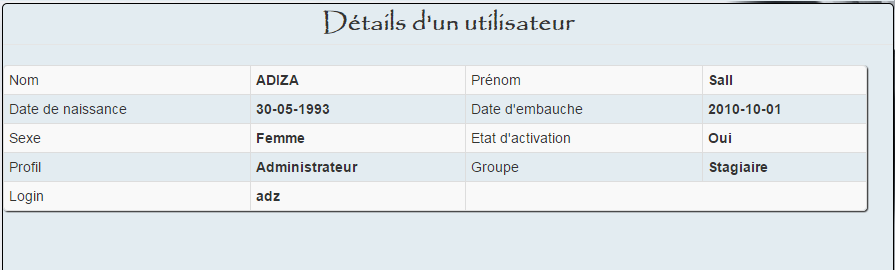 Détails d'un utilisateur
Nom ADIZA Prénom Sall
Date de naissance 30-05-1993 Date d'embauche 2010-10-01
Sexe Femme Etat d'activation Oui
Profil Administrateur Groupe Stagiaire
Login adz